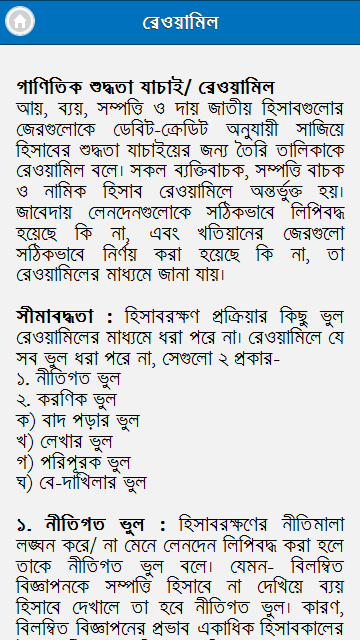 রেওয়ামিল
গাণিতিক শুদ্ধতা যাচাই/ রেওয়ামিল
আয়, ব্যয়, সম্পত্তি ও দায় জাতীয় হিসাবগুলোর
জেরগুলোকে ডেবিট-ক্রেডিট অনুযায়ী সাজিয়ে
হিসাবের শুদ্ধতা যাচাইয়ের জন্য তৈরি তালিকাকে
রেওয়ামিল বলে। সকল ব্যক্তিবাচক, সম্পত্তি বাচক
ও নামিক হিসাব রেওয়ামিলে অন্তর্ভুক্ত হয়।
জাবেদায় লেনদেনগুলোকে সঠিকভাবে লিপিবদ্ধ
হয়েছে কি না, এবং খতিয়ানের জেরগুলো
সঠিকভাবে নির্ণয় করা হয়েছে কি না, তা
রেওয়ামিলের মাধ্যমে জানা যায়।
সীমাবদ্ধতা : হিসাবরক্ষণ প্রক্রিয়ার কিছু ভুল
রেওয়ামিলের মাধ্যমে ধরা পরে না। রেওয়ামিলে যে
সব ভুল ধরা পরে না, সেগুলো ২ প্রকার-
১. নীতিগত ভুল
২. করণিক ভুল
ক) বাদ পড়ার ভুল
খ) লেখার ভুল
গ) পরিপূরক ভুল
ঘ) বে-দাখিলার ভুল
১. নীতিগত ভুল : হিসাবরক্ষণের নীতিমালা
লঙ্ঘন করে/ না মেনে লেনদেন লিপিবদ্ধ করা হলে
তাকে নীতিগত ভুল বলে। যেমন- বিলম্বিত
বিজ্ঞাপনকে সম্পত্তি হিসাবে না দেখিয়ে ব্যয়
হিসাবে দেখালে তা হবে নীতিগত ভুল। কারণ,
বিলম্বিত বিজ্ঞাপনের প্রভাব একাধিক হিসাবকালের